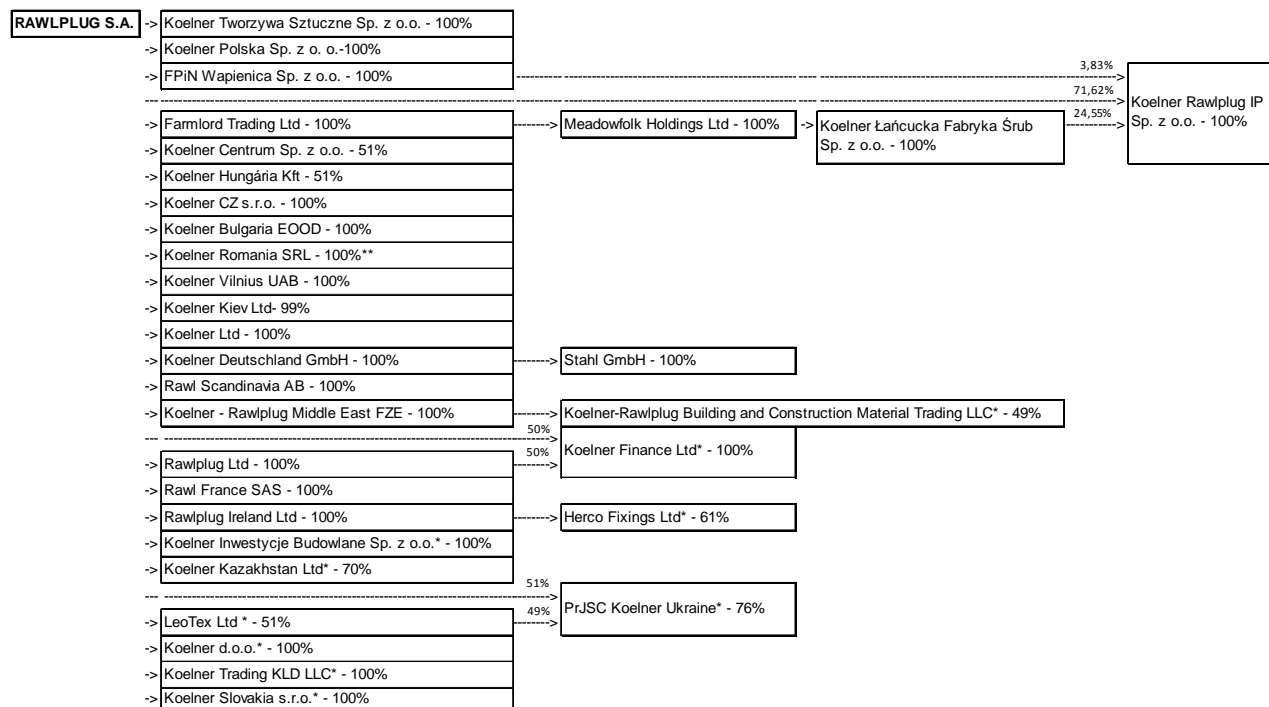 RAWLPLUG S.A. -> Koelner Tworzywa Sztuczne Sp. z o.o. - 100%
-> Koelner Polska Sp. z o. o.-100%
3,83%
-> FPiN Wapienica Sp. z o.o. - 100%
71,62%
Koelner Rawlplug IP
Sp. z o.o. - 100%
24,55%
-> Farmlord Trading Ltd - 100% -------> Meadowfolk Holdings Ltd - 100% -> Koelner Łańcucka Fabryka Śrub
Sp. z o.o. - 100%
-> Koelner Centrum Sp. z o.o. - 51%
-> Koelner Hungária Kft - 51%
-> Koelner CZ s.r.o. - 100%
-> Koelner Bulgaria EOOD - 100%
-> Koelner Romania SRL - 100%**
-> Koelner Vilnius UAB - 100%
-> Koelner Kiev Ltd- 99%
-> Koelner Ltd - 100%
-> Koelner Deutschland GmbH - 100% -------> Stahl GmbH - 100%
-> Rawl Scandinavia AB - 100%
-> Koelner - Rawlplug Middle East FZE - 100% -------> Koelner-Rawlplug Building and Construction Material Trading LLC* - 49%
50%
Koelner Finance Ltd* - 100%
50%
-> Rawlplug Ltd - 100%
-> Rawl France SAS - 100%
-> Rawlplug Ireland Ltd - 100% -------> Herco Fixings Ltd* - 61%
-> Koelner Inwestycje Budowlane Sp. z o.o.* - 100%
-> Koelner Kazakhstan Ltd* - 70%
51%
PrJSC Koelner Ukraine* - 76%
49%
-> LeoTex Ltd * - 51%
-> Koelner d.o.o.* - 100%
-> Koelner Trading KLD LLC* - 100%
-> Koelner Slovakia s.r.o.* - 100%